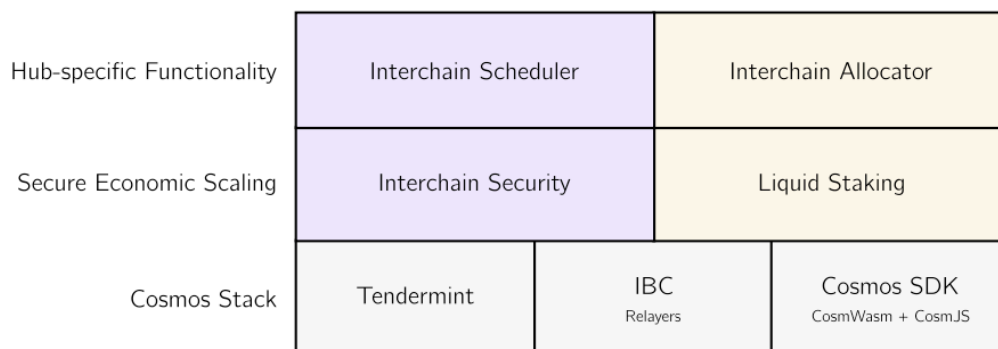 Hub-specific Functionality
Interchain Scheduler
Interchain Allocator
Secure Economic Scaling
Interchain Security
Liquid Staking
Cosmos Stack
Tendermint
IBC
Relayers
Cosmos SDK
CosmWasm + CosmJS